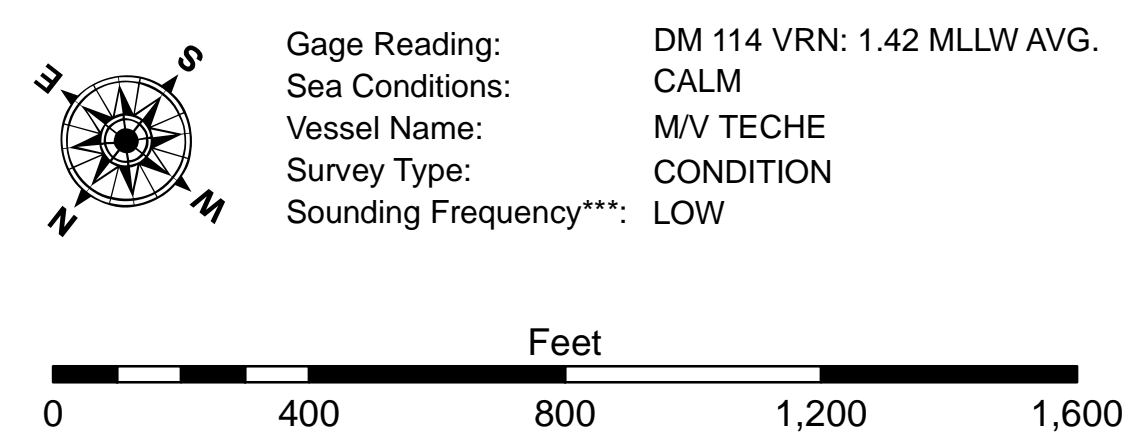 S
E
W
N
Gage Reading: DM 114 VRN: 1.42 MLLW AVG.
Sea Conditions: CALM
Vessel Name: M/V TECHE
Survey Type: CONDITION
Sounding Frequency***: LOW
Feet
0 400 800 1,200 1,600